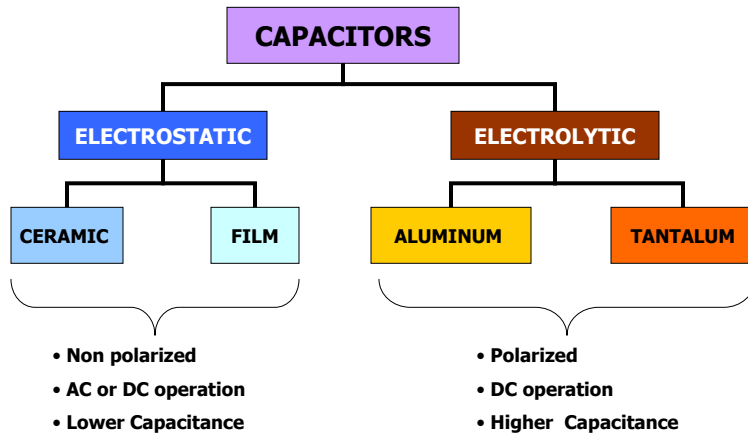 CAPACITORS
ELECTROSTATIC
ELECTROLYTIC
CERAMIC
FILM
ALUMINUM
TANTALUM
• Non polarized
• AC or DC operation
• Lower Capacitance
• Polarized
• DC operation
• Higher Capacitance